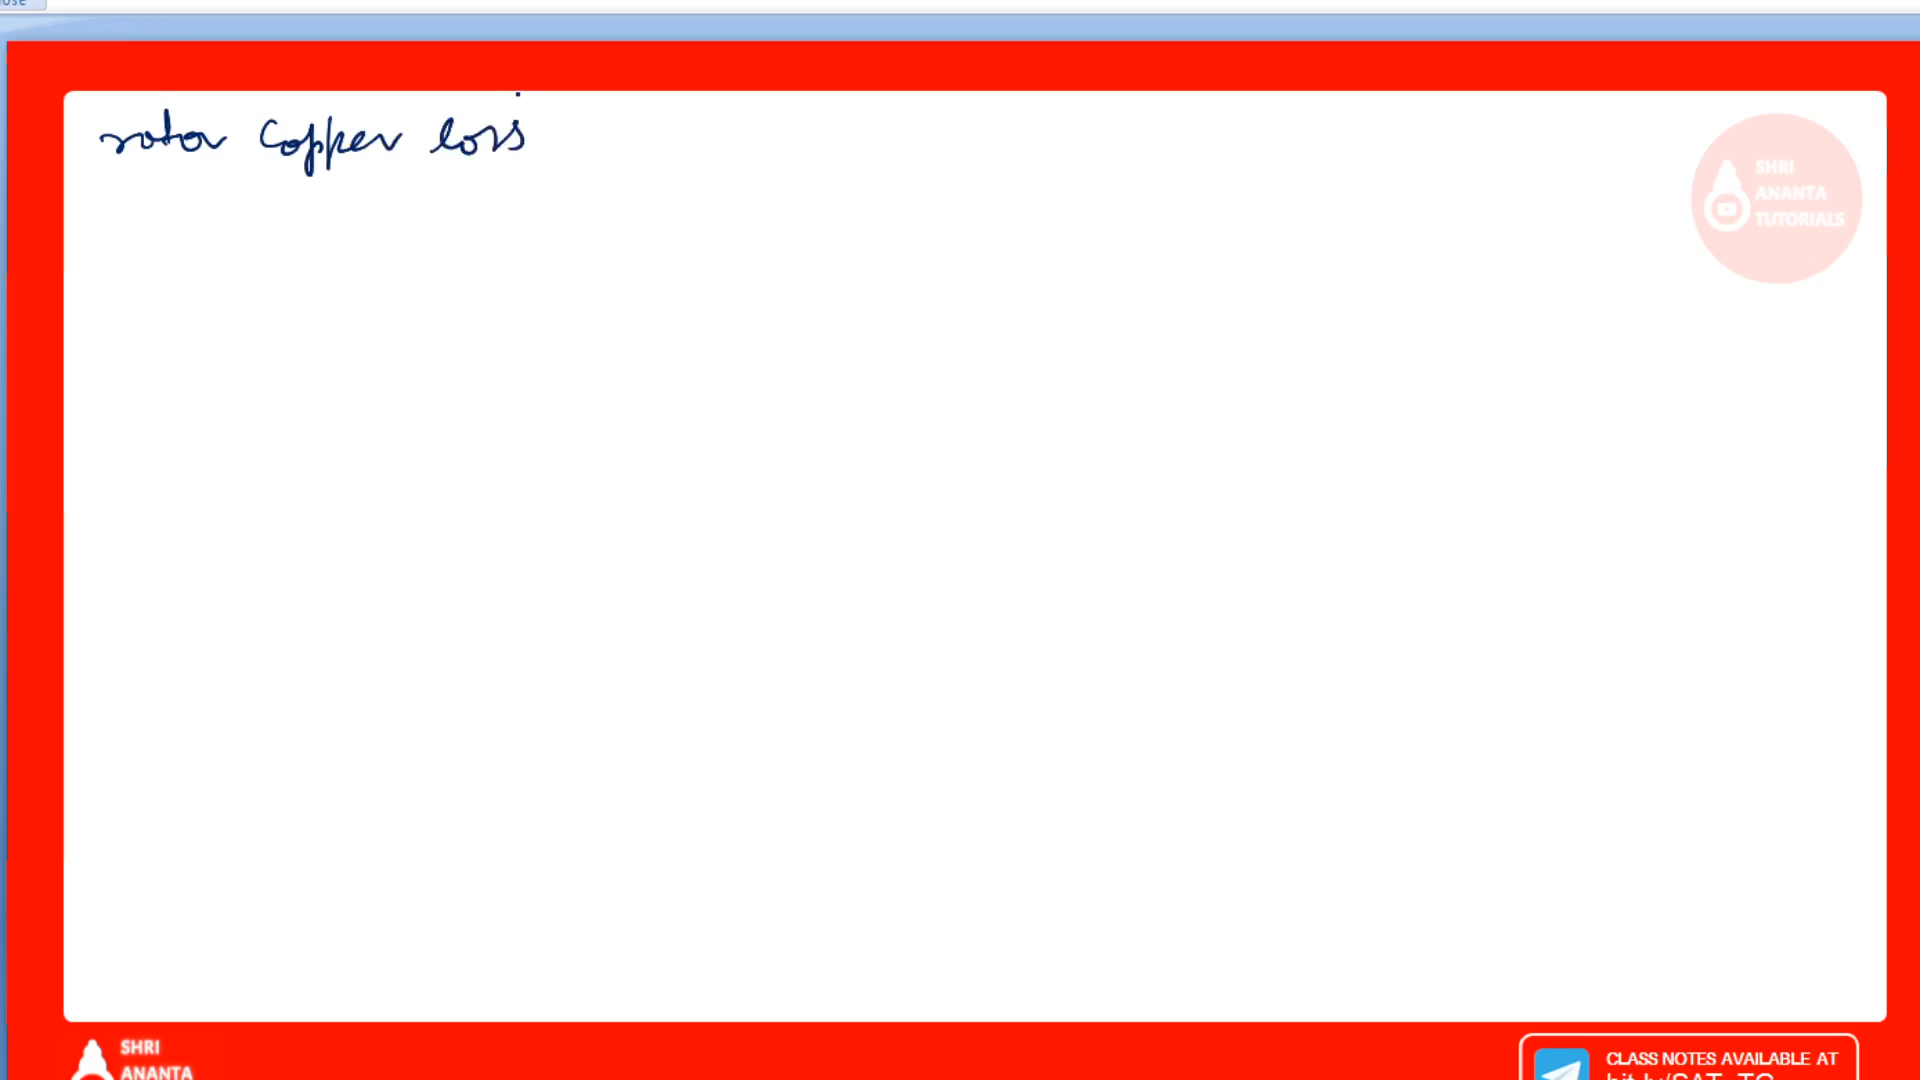 rotor Copper loss
SHRI
ANANTA
TUTORIALS
SHRI
ANANTA
CLASS NOTES AVAILABLE AT